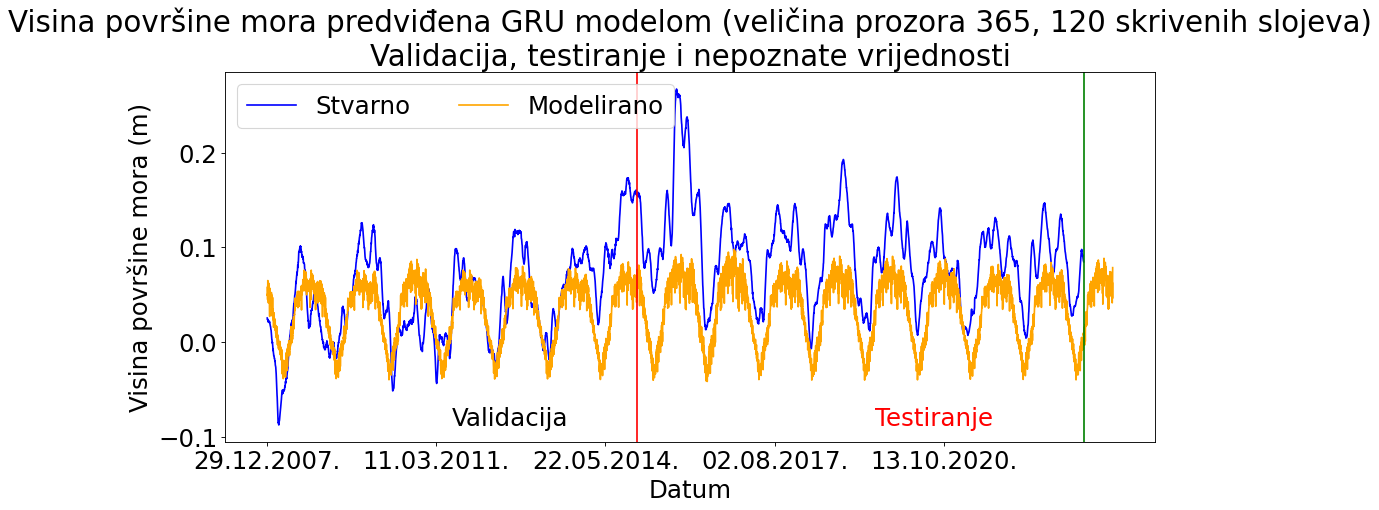 Visina površine mora predviđena GRU modelom (veličina prozora 365, 120 skrivenih slojeva)
Validacija, testiranje i nepoznate vrijednosti
Stvarno
Modelirano
Visina površine mora (m)
0.2
0.1
0.0
−0.1
Validacija
Testiranje
29.12.2007.
11.03.2011.
22.05.2014.
02.08.2017.
13.10.2020.
Datum